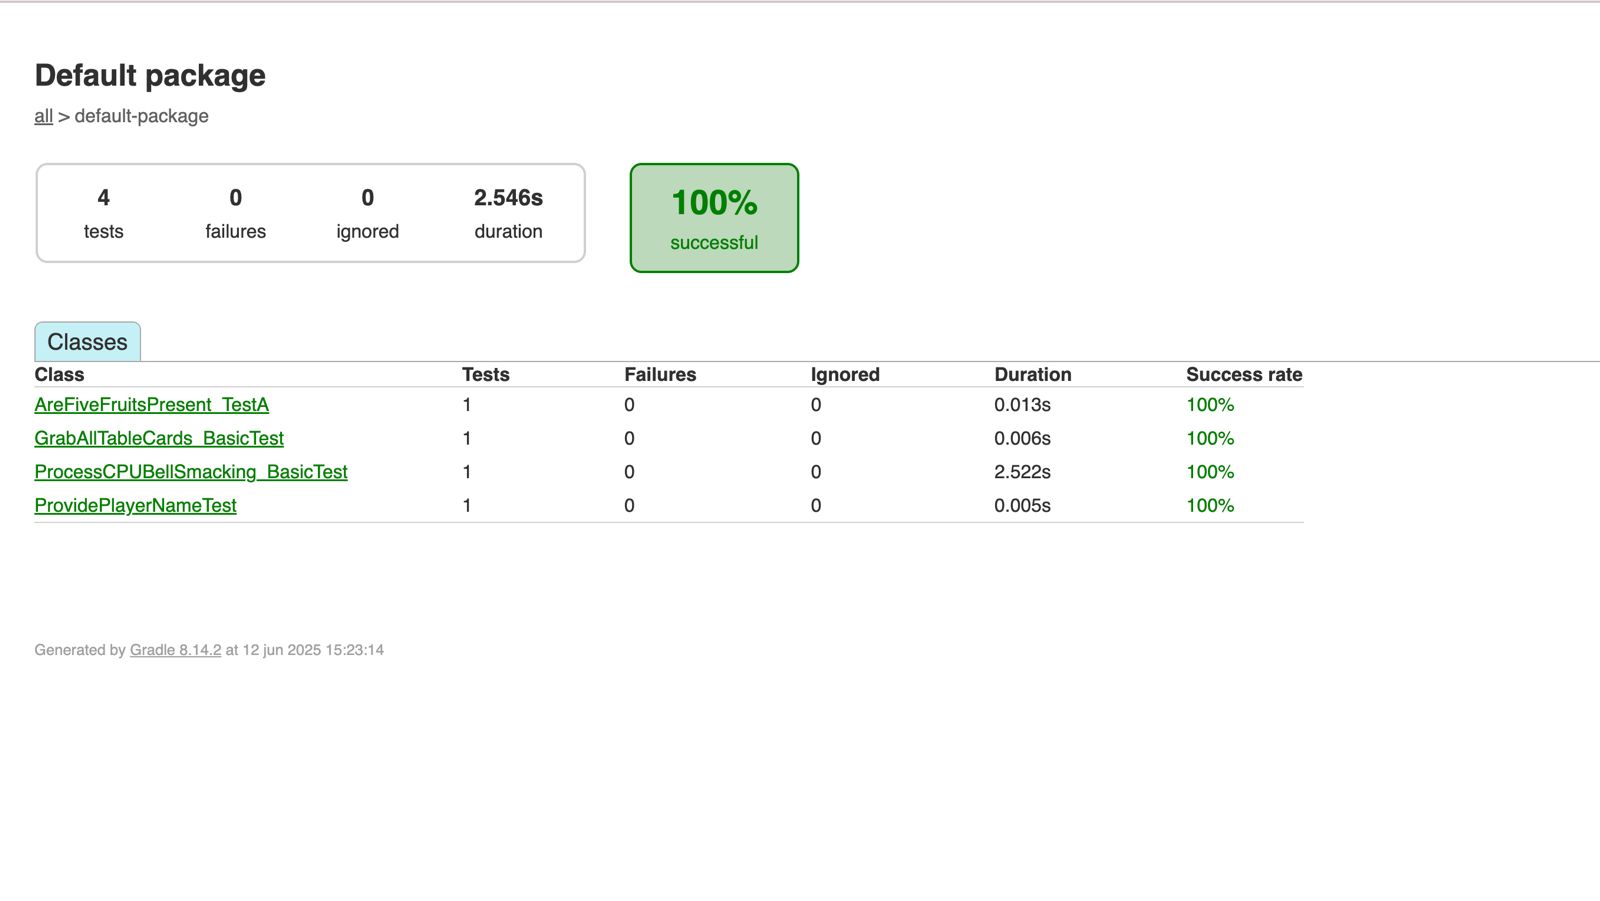 Default package
all > default-package
4 0 0 2.546s
tests failures ignored duration
100%
successful
Classes
Class Tests Failures Ignored Duration Success rate
AreFiveFruitsPresent_TestA 1 0 0 0.013s 100%
GrabAllTableCards_BasicTest 1 0 0 0.006s 100%
ProcessCPUBellSmacking_BasicTest 1 0 0 2.522s 100%
ProvidePlayerNameTest 1 0 0 0.005s 100%
Generated by Gradle 8.14.2 at 12 jun 2025 15:23:14